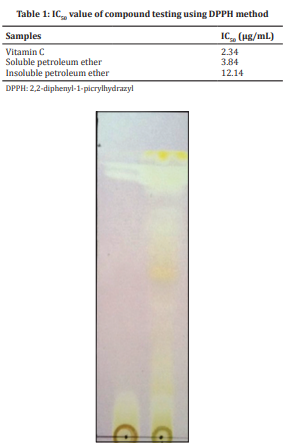 Table 1: IC50 value of compound testing using DPPH method
Samples IC50 (µg/mL)
Vitamin C 2.34
Soluble petroleum ether 3.84
Insoluble petroleum ether 12.14
DPPH: 2,2-diphenyl-1-picrylhydrazyl